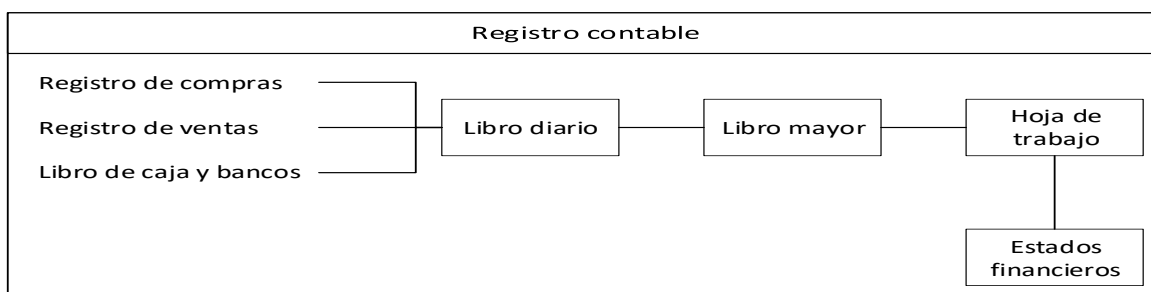 Registro contable
Registro de compras
Registro de ventas
Libro de caja y bancos
Libro diario
Libro mayor
Hoja de
trabajo
Estados
financieros